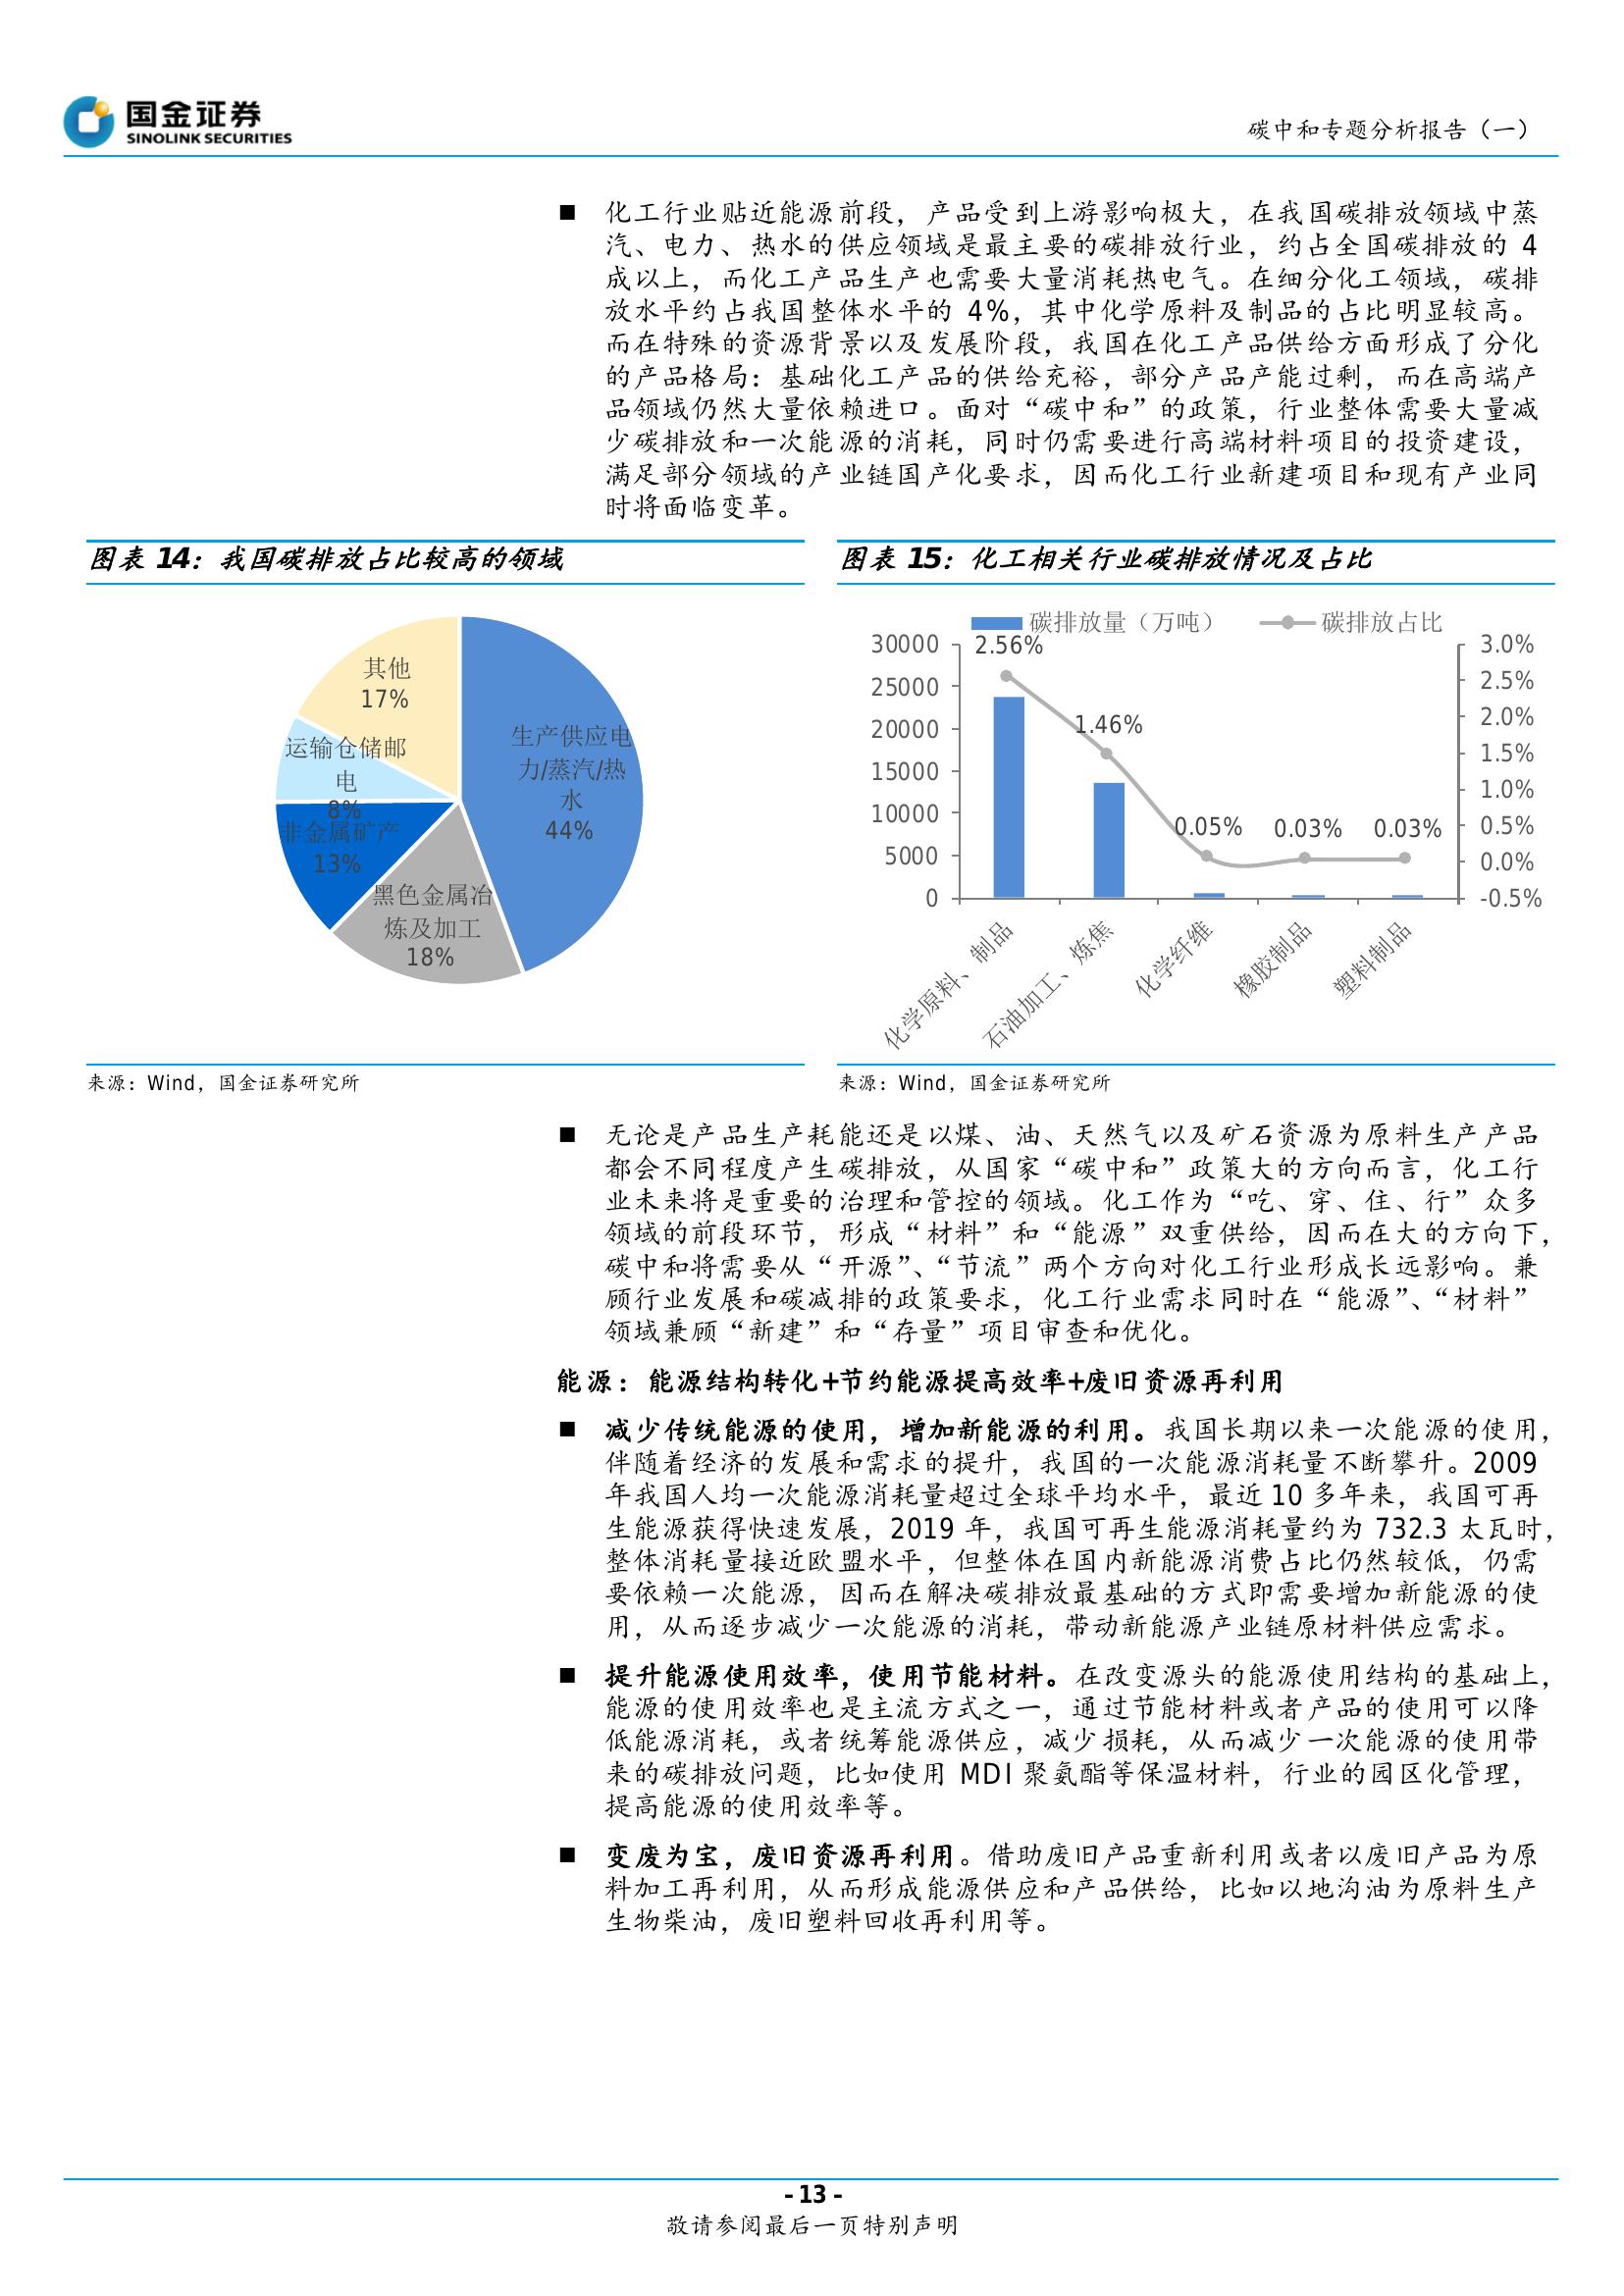 国金证券
SINOLINK SECURITIES
碳中和专题分析报告（一）
■ 化工行业贴近能源前段，产品受到上游影响极大，在我国碳排放领域中蒸
汽、电力、热水的供应领域是最主要的碳排放行业，约占全国碳排放的 4
成以上，而化工产品生产也需要大量消耗热电气。在细分化工领域，碳排
放水平约占我国整体水平的 4%，其中化学原料及制品的占比明显较高。
而在特殊的资源背景以及发展阶段，我国在化工产品供给方面形成了分化
的产品格局：基础化工产品的供给充裕，部分产品产能过剩，而在高端产
品领域仍然大量依赖进口。面对“碳中和”的政策，行业整体需要大量减
少碳排放和一次能源的消耗，同时仍需要进行高端材料项目的投资建设，
满足部分领域的产业链国产化要求，因而化工行业新建项目和现有产业同
时将面临变革。
图表 14：我国碳排放占比较高的领域
其他
17%
运输仓储邮
电
8%
非金属矿产
13%
黑色金属冶
炼及加工
18%
生产供应电
力/蒸汽/热
水
44%
来源：Wind，国金证券研究所
图表 15：化工相关行业碳排放情况及占比
碳排放量（万吨） 碳排放占比
30000
25000
20000
15000
10000
5000
0
2.56%
1.46%
0.05%
0.03%
0.03%
3.0%
2.5%
2.0%
1.5%
1.0%
0.5%
0.0%
-0.5%
化学原料、制品
石油加工、炼焦
化学纤维
橡胶制品
塑料制品
来源：Wind，国金证券研究所
■ 无论是产品生产耗能还是以煤、油、天然气以及矿石资源为原料生产产品
都会不同程度产生碳排放，从国家“碳中和”政策大的方向而言，化工行
业未来将是重要的治理和管控的领域。化工作为“吃、穿、住、行”众多
领域的前段环节，形成“材料”和“能源”双重供给，因而在大的方向下，
碳中和将需要从“开源”、“节流”两个方向对化工行业形成长远影响。兼
顾行业发展和碳减排的政策要求，化工行业需求同时在“能源”、“材料”
领域兼顾“新建”和“存量”项目审查和优化。
能源：能源结构转化+节约能源提高效率+废旧资源再利用
■ 减少传统能源的使用，增加新能源的利用。我国长期以来一次能源的使用，
伴随着经济的发展和需求的提升，我国的一次能源消耗量不断攀升。2009
年我国人均一次能源消耗量超过全球平均水平，最近 10 多年来，我国可再
生能源获得快速发展，2019 年，我国可再生能源消耗量约为 732.3 太瓦时，
整体消耗量接近欧盟水平，但整体在国内新能源消费占比仍然较低，仍需
要依赖一次能源，因而在解决碳排放最基础的方式即需要增加新能源的使
用，从而逐步减少一次能源的消耗，带动新能源产业链原材料供应需求。
■ 提升能源使用效率，使用节能材料。在改变源头的能源使用结构的基础上，
能源的使用效率也是主流方式之一，通过节能材料或者产品的使用可以降
低能源消耗，或者统筹能源供应，减少损耗，从而减少一次能源的使用带
来的碳排放问题，比如使用 MDI 聚氨酯等保温材料，行业的园区化管理，
提高能源的使用效率等。
■ 变废为宝，废旧资源再利用。借助废旧产品重新利用或者以废旧产品为原
料加工再利用，从而形成能源供应和产品供给，比如以地沟油为原料生产
生物柴油，废旧塑料回收再利用等。
- 13 -
敬请参阅最后一页特别声明